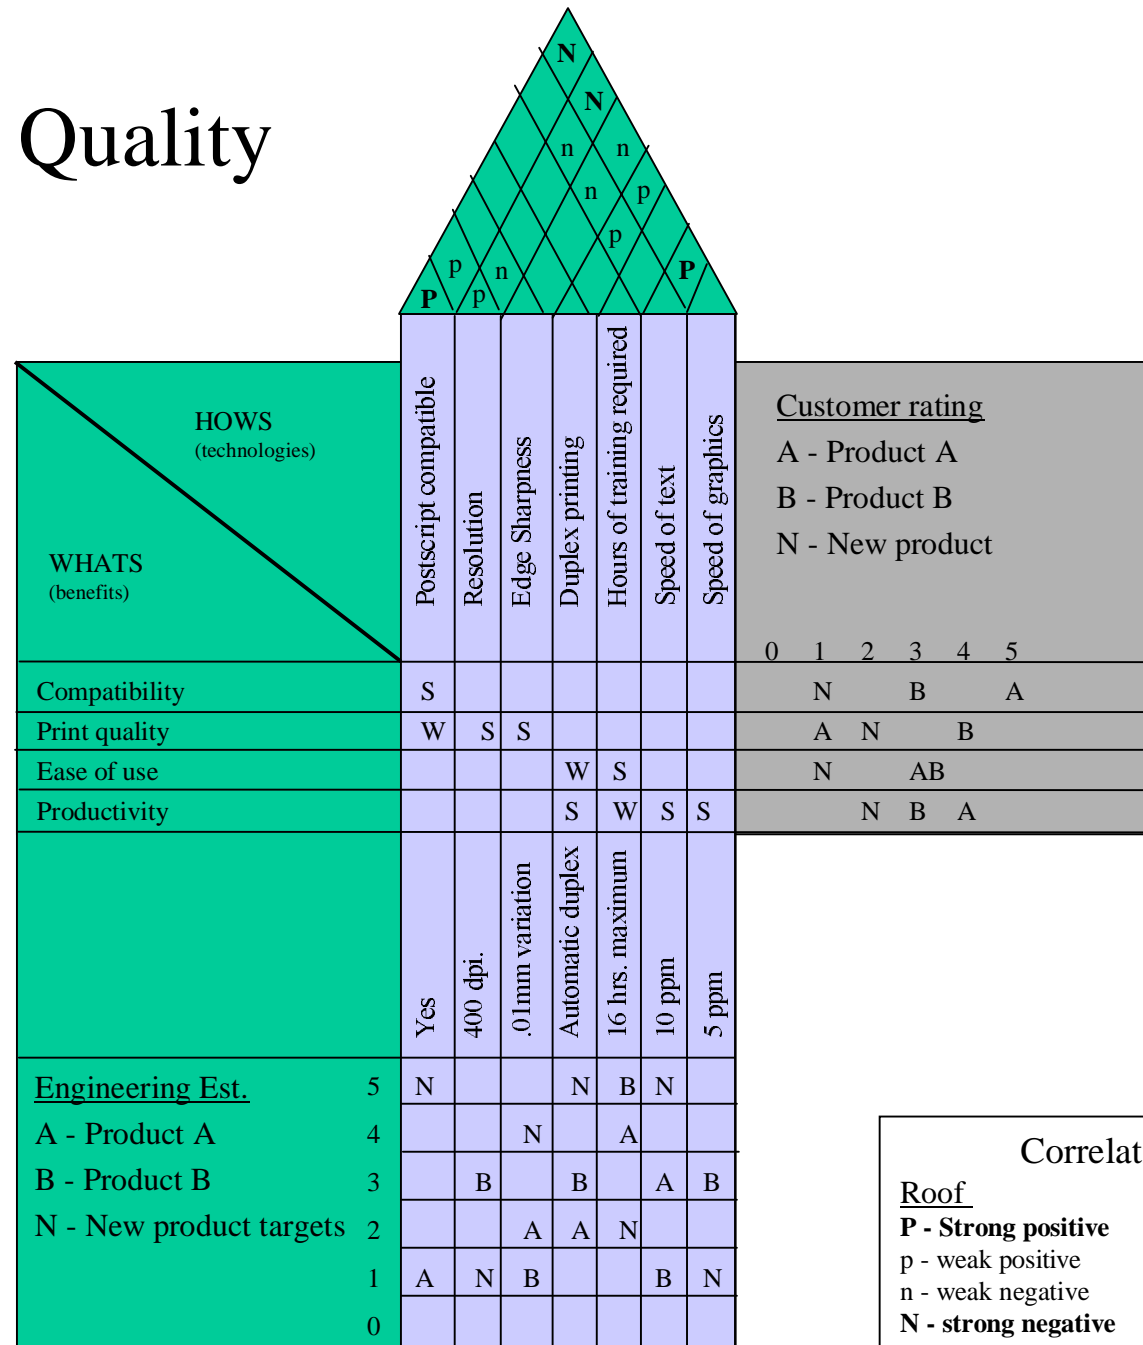 Quality
N
N
n n
n p
p
p n P
P p
HOWS
(technologies)
WHATS
(benefits)
Postscript compatible
Resolution
Edge Sharpness
Duplex printing
Hours of training required
Speed of text
Speed of graphics
Customer rating
A - Product A
B - Product B
N - New product
0 1 2 3 4 5
Compatibility S N B A
Print quality W S S A N B
Ease of use W S N AB
Productivity S W S S N B A
Yes
400 dpi.
.01mm variation
Automatic duplex
16 hrs. maximum
10 ppm
5 ppm
Engineering Est. 5 N N B N
A - Product A 4 N A
B - Product B 3 B B A B
N - New product targets 2 A A N
1 A N B B N
0
Correlat
Roof
P - Strong positive
p - weak positive
n - weak negative
N - strong negative